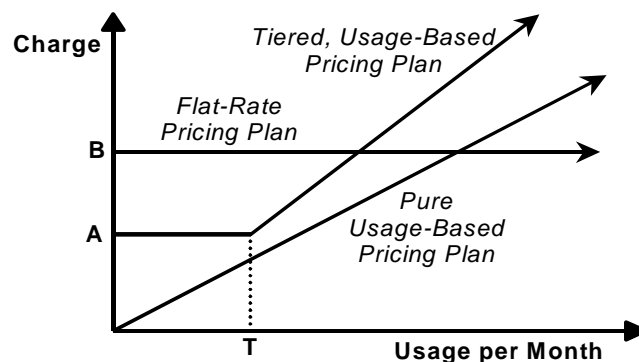 Charge
Tiered, Usage-Based
Pricing Plan
Flat-Rate
Pricing Plan
B
A
Pure
Usage-Based
Pricing Plan
T
Usage per Month